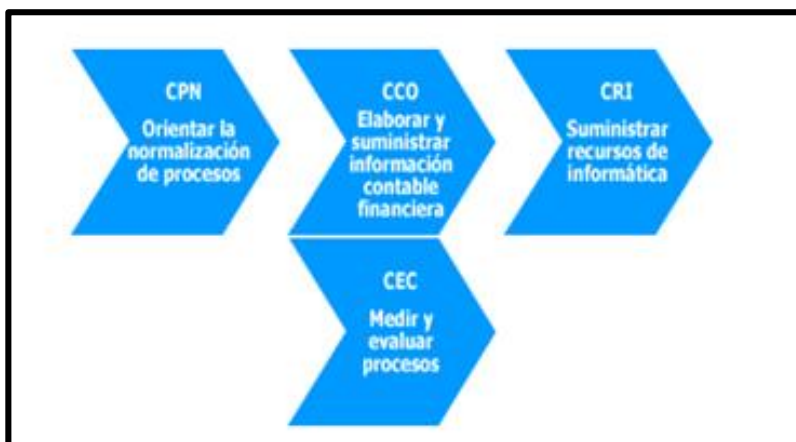 CPN
Orientar la
normalización
de procesos
CCO
Elaborar y
suministrar
información
contable
financiera
CRI
Suministrar
recursos de
informática
CEC
Medir y
evaluar
procesos